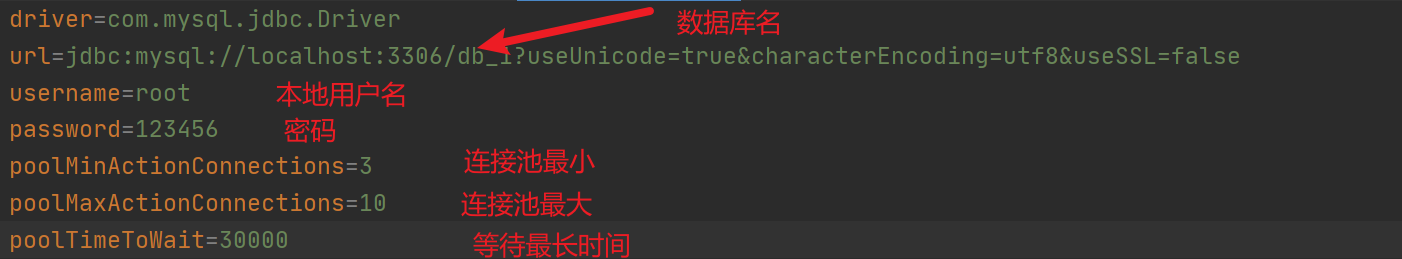 driver=com.mysql.jdbc.Driver
数据库名
url=jdbc:mysql://localhost:3306/db_1?useUnicode=true&characterEncoding=utf8&useSSL=false
username=root 本地用户名
password=123456 密码
poolMinActionConnections=3 连接池最小
poolMaxActionConnections=10 连接池最大
poolTimeToWait=30000 等待最长时间